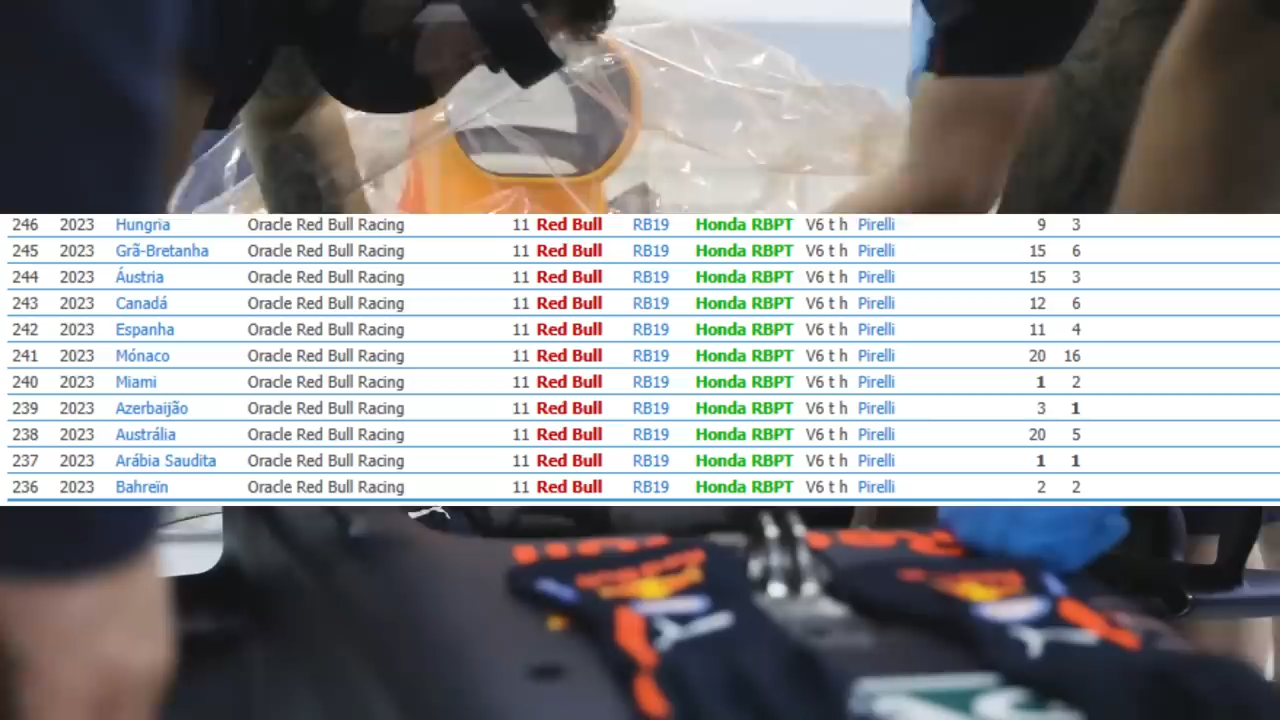 246 2023 Hungria Oracle Red Bull Racing 11 Red Bull RB19 Honda RBPT V6 t h Pirelli 9 3
245 2023 Grã-Bretanha Oracle Red Bull Racing 11 Red Bull RB19 Honda RBPT V6 t h Pirelli 15 6
244 2023 Áustria Oracle Red Bull Racing 11 Red Bull RB19 Honda RBPT V6 t h Pirelli 15 3
243 2023 Canadá Oracle Red Bull Racing 11 Red Bull RB19 Honda RBPT V6 t h Pirelli 12 6
242 2023 Espanha Oracle Red Bull Racing 11 Red Bull RB19 Honda RBPT V6 t h Pirelli 11 4
241 2023 Mónaco Oracle Red Bull Racing 11 Red Bull RB19 Honda RBPT V6 t h Pirelli 20 16
240 2023 Miami Oracle Red Bull Racing 11 Red Bull RB19 Honda RBPT V6 t h Pirelli 1 2
239 2023 Azerbaijão Oracle Red Bull Racing 11 Red Bull RB19 Honda RBPT V6 t h Pirelli 3 1
238 2023 Austrália Oracle Red Bull Racing 11 Red Bull RB19 Honda RBPT V6 t h Pirelli 20 5
237 2023 Arábia Saudita Oracle Red Bull Racing 11 Red Bull RB19 Honda RBPT V6 t h Pirelli 1 1
236 2023 Bahrein Oracle Red Bull Racing 11 Red Bull RB19 Honda RBPT V6 t h Pirelli 2 2